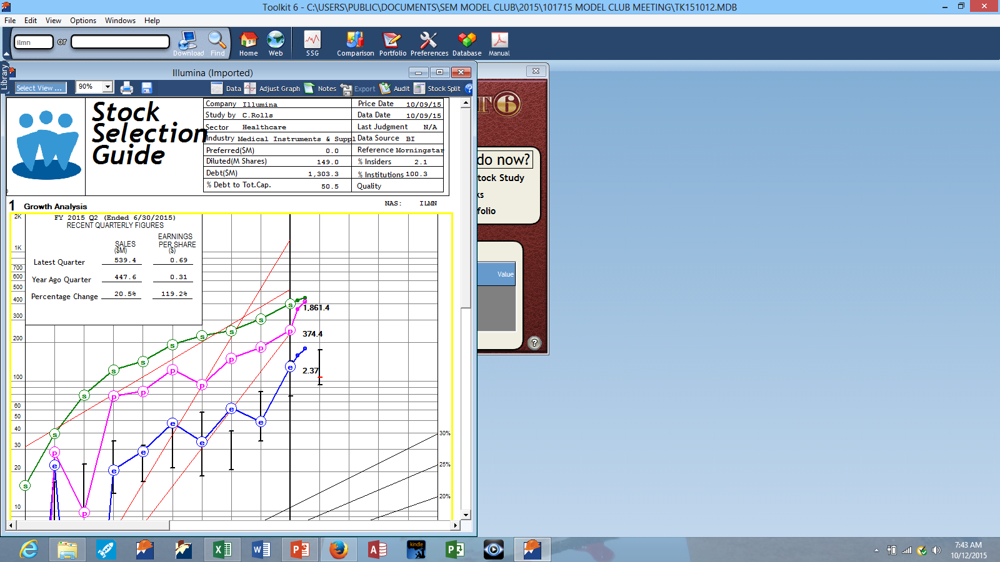 Toolkit 6 - C:\USERS\PUBLIC\DOCUMENTS\SEM MODEL CLUB\2015\101715 MODEL CLUB MEETING\TK151012.MDB
File Edit View Options Windows Help
ilmn or
Download Find Home Web SSG Comparison Portfolio Preferences Database Manual
Library
Illumina (Imported)
Select View ... 90% Data Adjust Graph Notes Export Audit Stock Split ?
Stock
Selection
Guide
Company Illumina Price Date 10/09/15
Study by C.Rolls Data Date 10/09/15
Sector Healthcare Last Judgment N/A
Industry Medical Instruments & Suppl Data Source BI
Preferred($M) 0.0 Reference Morningstar
Diluted(M Shares) 149.0 % Insiders 2.1
Debt($M) 1,303.3 % Institutions 100.3
% Debt to Tot.Cap. 50.5 Quality
1 Growth Analysis NAS: ILMN
FY 2015 Q2 (Ended 6/30/2015)
RECENT QUARTERLY FIGURES
SALES
($M)
EARNINGS
PER SHARE
($)
Latest Quarter 539.4 0.69
Year Ago Quarter 447.6 0.31
Percentage Change 20.5% 119.2%
2K
1K
700
600
500
400
300
200
100
60
50
40
30
20
10
s s s s s s s s s s
p p p p p p p p p
e e e e e e e e
1,861.4
374.4
2.37
30%
25%
20%
T 6
do now?
tock Study
ks
folio
Value
?
kindle
7:43 AM
10/12/2015